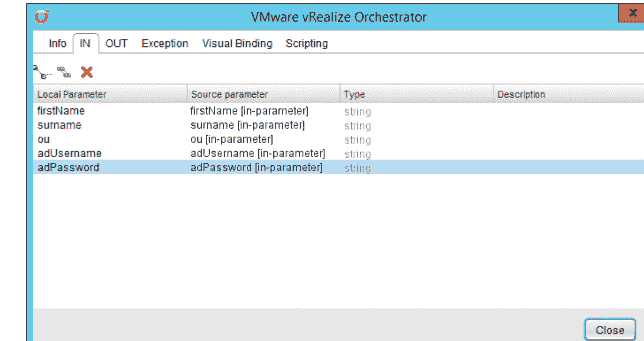 VMware vRealize Orchestrator
Info IN OUT Exception Visual Binding Scripting
Local Parameter Source parameter Type Description
firstName firstName [in-parameter] string
surname surname [in-parameter] string
ou ou [in-parameter] string
adUsername adUsername [in-parameter] string
adPassword adPassword [in-parameter] string
Close